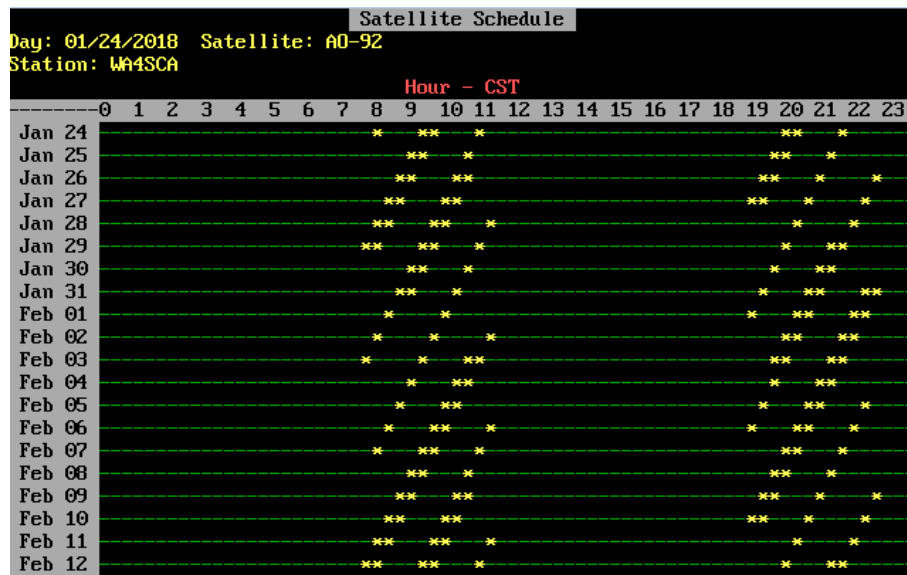 Satellite Schedule
Day: 01/24/2018 Satellite: AO-92
Station: WA4SCA
Hour - CST
--------0 1 2 3 4 5 6 7 8 9 10 11 12 13 14 15 16 17 18 19 20 21 22 23
Jan 24
Jan 25
Jan 26
Jan 27
Jan 28
Jan 29
Jan 30
Jan 31
Feb 01
Feb 02
Feb 03
Feb 04
Feb 05
Feb 06
Feb 07
Feb 08
Feb 09
Feb 10
Feb 11
Feb 12